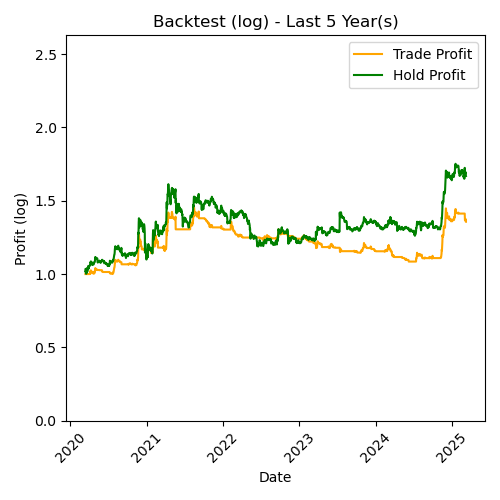 Backtest (log) - Last 5 Year(s)
Trade Profit
Hold Profit
Profit (log)
2.5
2.0
1.5
1.0
0.5
0.0
2020
2021
2022
2023
2024
2025
Date